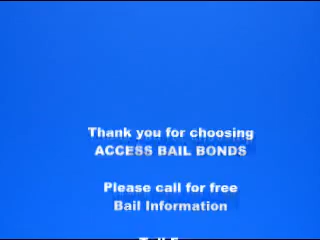 Thank you for choosing
ACCESS BAIL BONDS
Please call for free
Bail Information